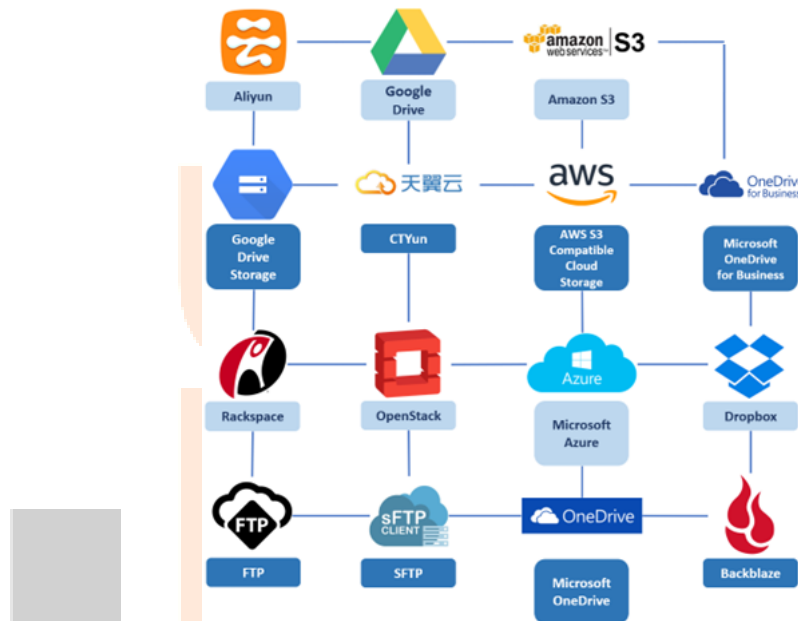 amazon
web services™
S3
Aliyun
Google
Drive
Amazon S3
天翼云
aws
OneDrive
for Business
Google
Drive
Storage
CTYun
AWS S3
Compatible
Cloud
Storage
Microsoft
OneDrive
for Business
Azure
Rackspace
OpenStack
Microsoft
Azure
Dropbox
FTP
sFTP
CLIENT
OneDrive
FTP
SFTP
Microsoft
OneDrive
Backblaze